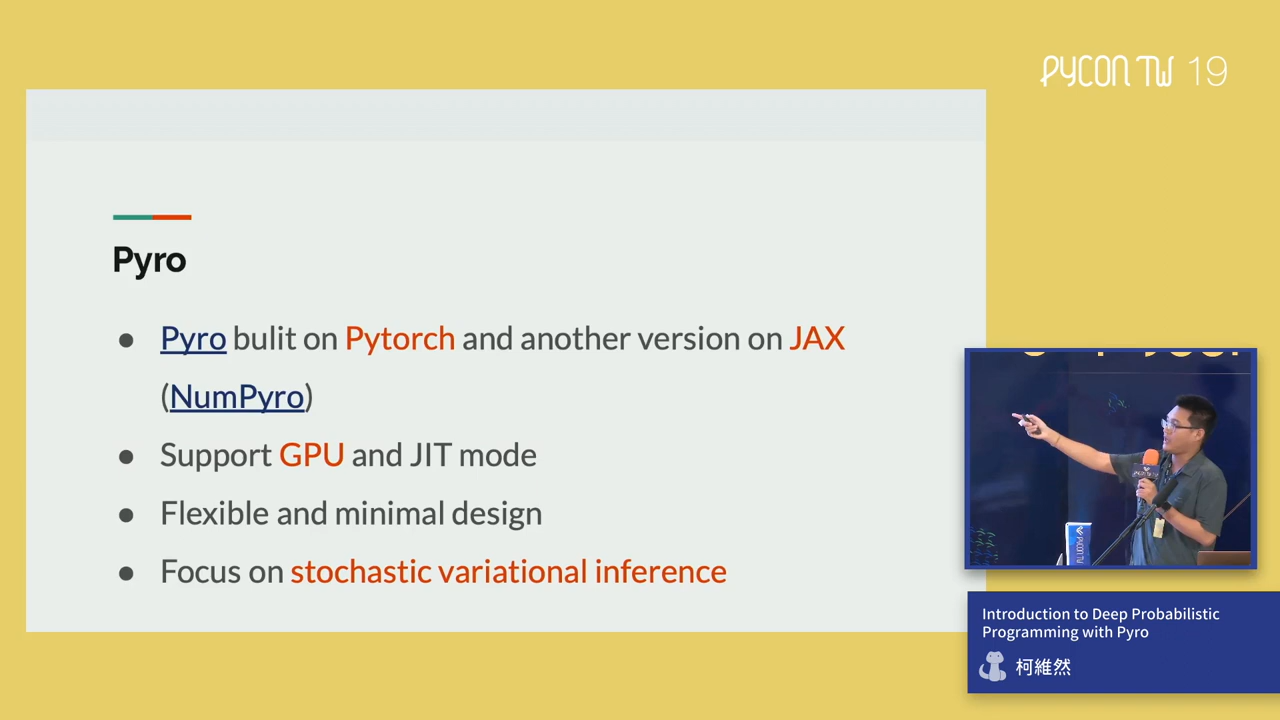 PYCON TW 19
Pyro
● Pyro bulit on Pytorch and another version on JAX
(NumPyro)
● Support GPU and JIT mode
● Flexible and minimal design
● Focus on stochastic variational inference
Introduction to Deep Probabilistic
Programming with Pyro
柯維然